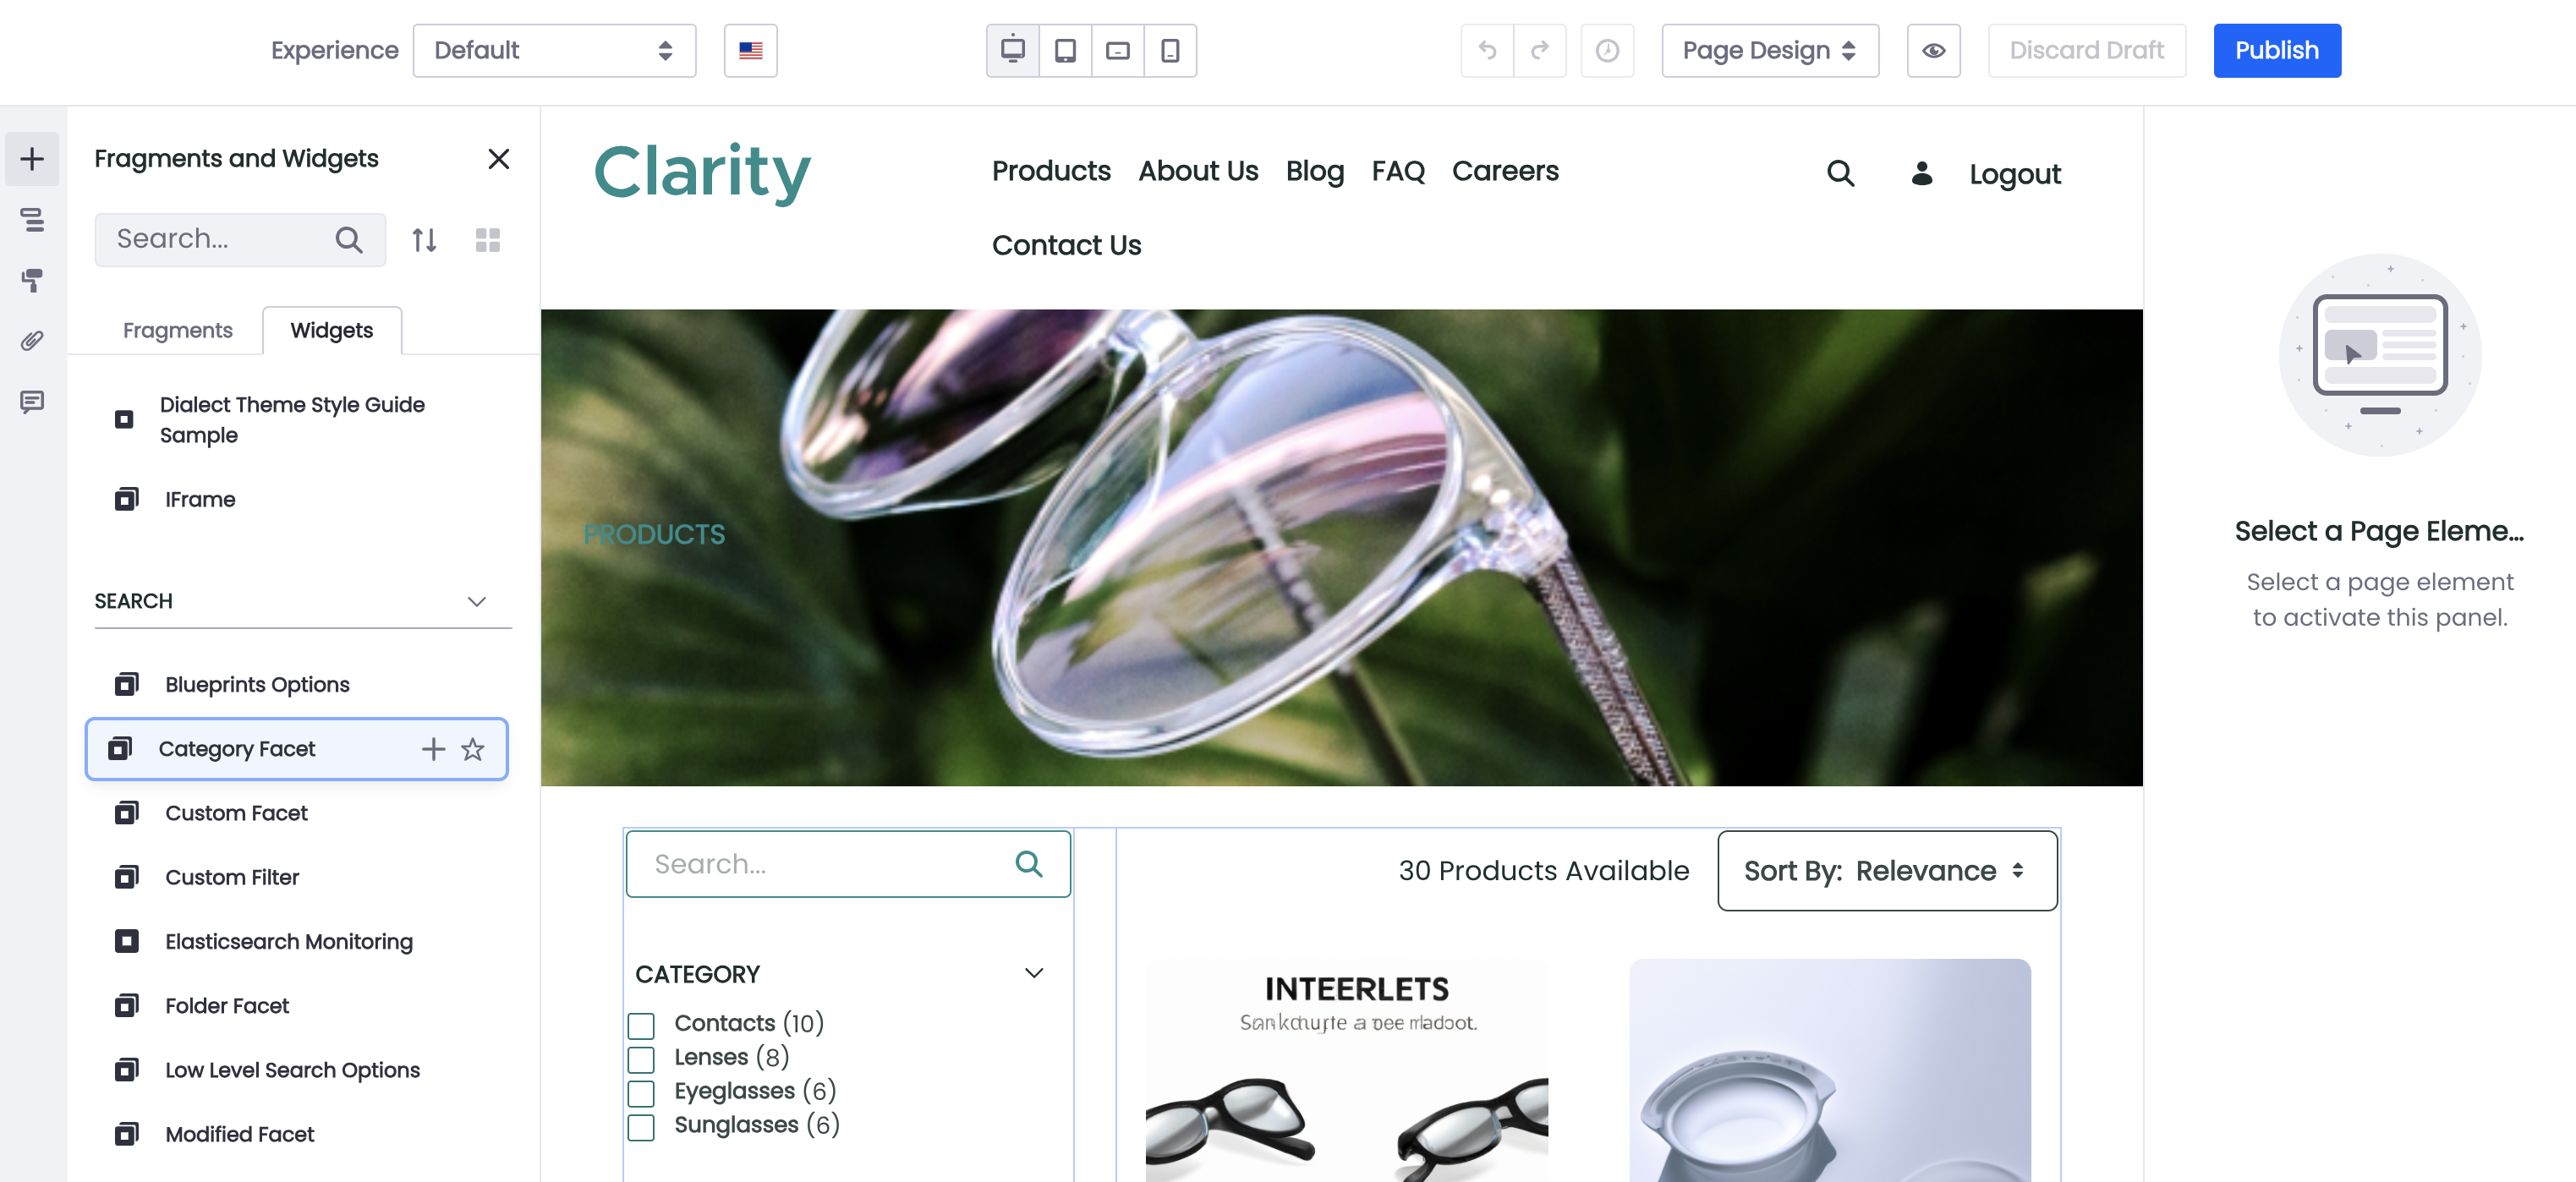 Experience
Default
Page Design
Discard Draft
Publish
Fragments and Widgets
Search...
Fragments
Widgets
Dialect Theme Style Guide
Sample
IFrame
SEARCH
Blueprints Options
Category Facet
Custom Facet
Custom Filter
Elasticsearch Monitoring
Folder Facet
Low Level Search Options
Modified Facet
Clarity
Products About Us Blog FAQ Careers
Contact Us
Logout
PRODUCTS
Search...
30 Products Available
Sort By: Relevance
CATEGORY
Contacts (10)
Lenses (8)
Eyeglasses (6)
Sunglasses (6)
INTEERLETS
Select a Page Eleme...
Select a page element
to activate this panel.